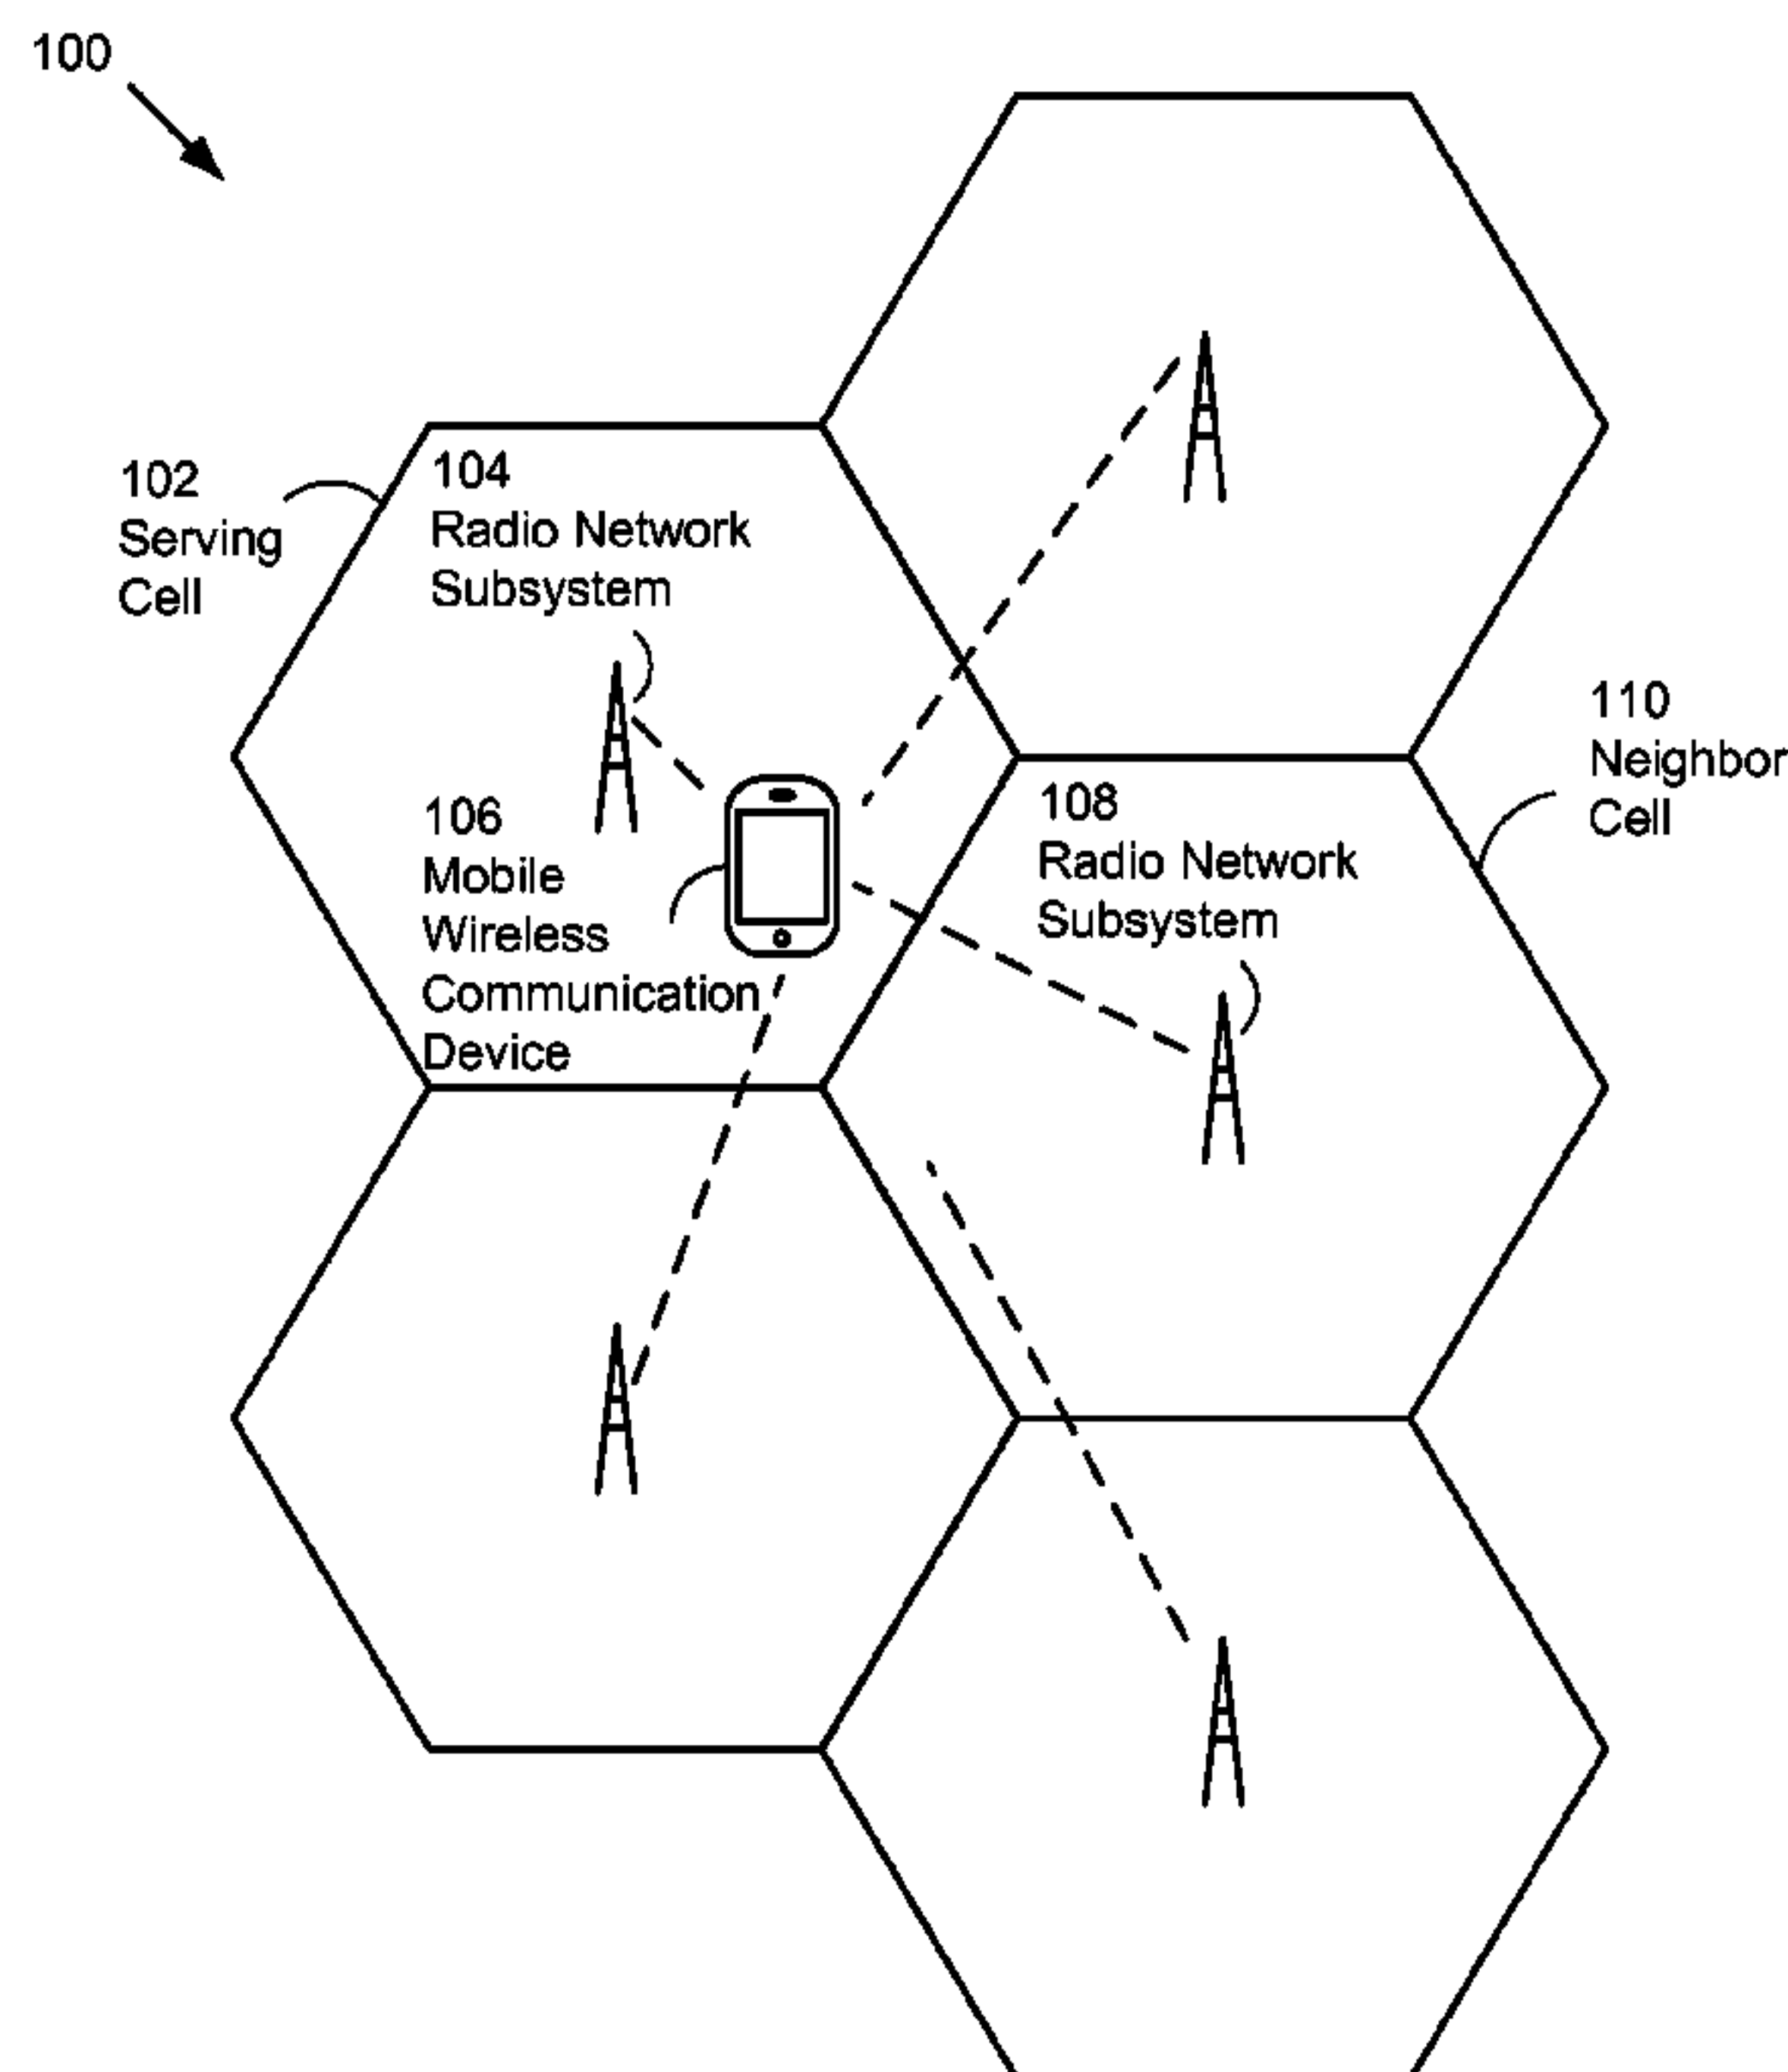 100
102
Serving
Cell
104
Radio Network
Subsystem
106
Mobile
Wireless
Communication
Device
108
Radio Network
Subsystem
110
Neighbor
Cell